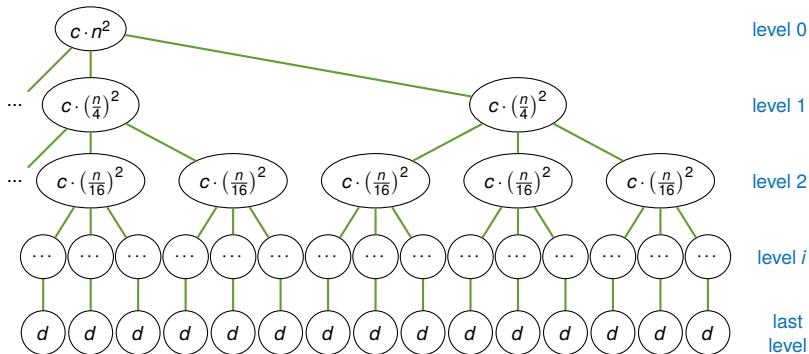 c · n² level 0
... c · (n/4)² c · (n/4)² level 1
... c · (n/16)² c · (n/16)² c · (n/16)² c · (n/16)² c · (n/16)² level 2
... ... ... ... ... ... ... ... ... ... ... ... ... ... ... level i
d d d d d d d d d d d d d d d last level